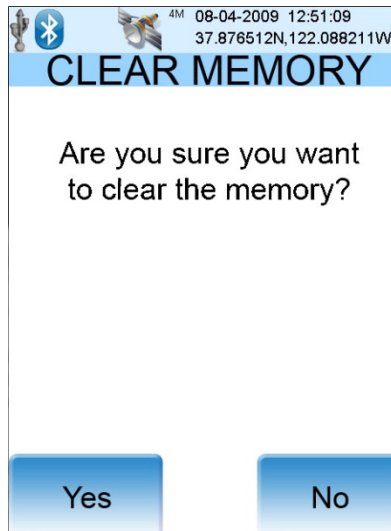 4M 08-04-2009 12:51:09
37.876512N,122.088211W
CLEAR MEMORY
Are you sure you want
to clear the memory?
Yes No